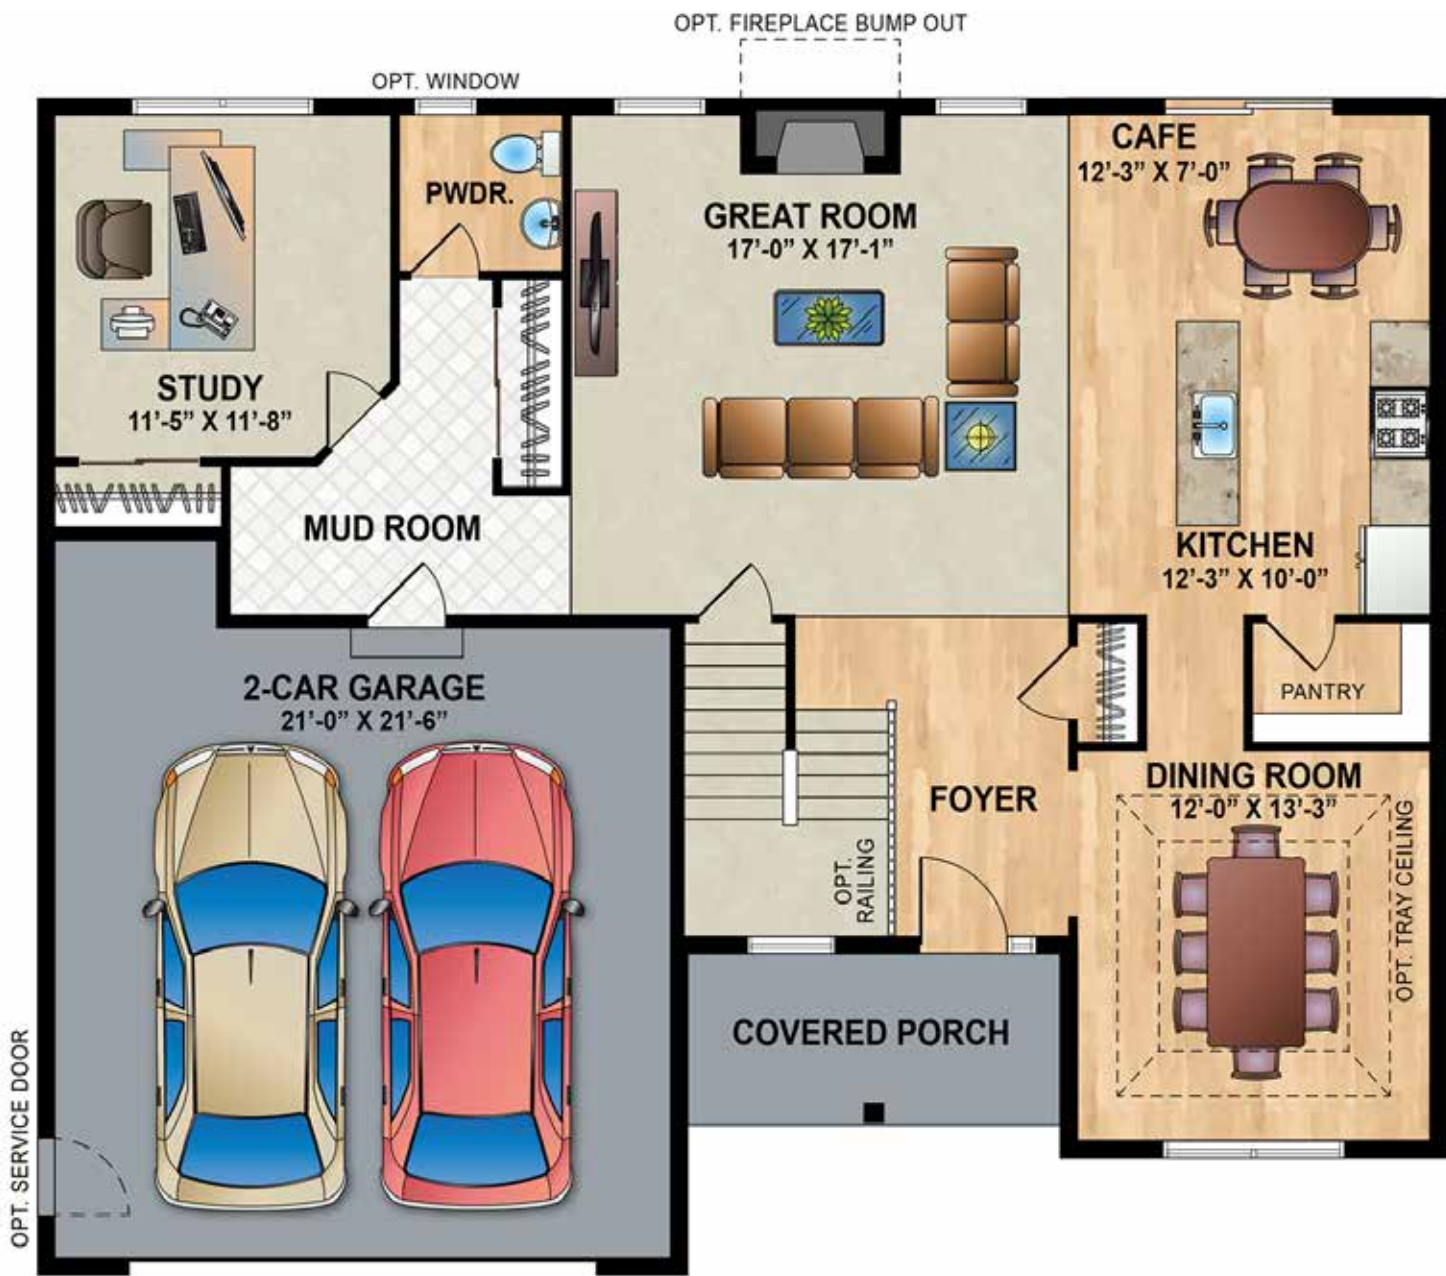 OPT. FIREPLACE BUMP OUT
OPT. WINDOW
CAFE
12'-3” X 7'-0”
PWDR.
GREAT ROOM
17'-0” X 17'-1”
STUDY
11'-5” X 11'-8”
MUD ROOM
KITCHEN
12'-3” X 10'-0”
2-CAR GARAGE
21'-0” X 21'-6”
PANTRY
FOYER
DINING ROOM
12'-0” X 13'-3”
OPT.
RAILING
OPT. TRAY CEILING
COVERED PORCH
OPT. SERVICE DOOR